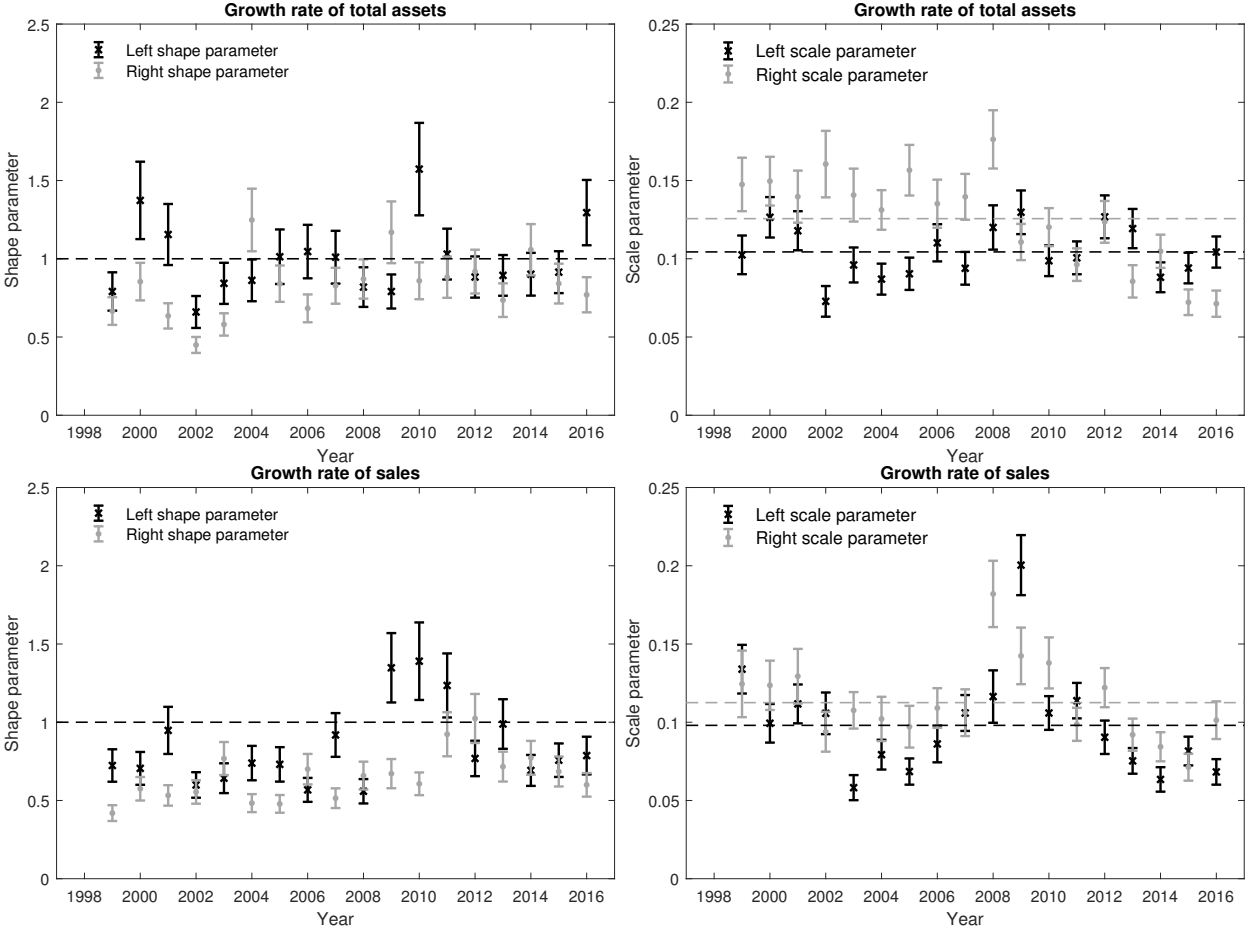 Growth rate of total assets
Left shape parameter
Right shape parameter
Shape parameter
2.5
2
1.5
1
0.5
0
1998 2000 2002 2004 2006 2008 2010 2012 2014 2016
Year
Growth rate of total assets
Left scale parameter
Right scale parameter
Scale parameter
0.25
0.2
0.15
0.1
0.05
0
1998 2000 2002 2004 2006 2008 2010 2012 2014 2016
Year
Growth rate of sales
Left shape parameter
Right shape parameter
Shape parameter
2.5
2
1.5
1
0.5
0
1998 2000 2002 2004 2006 2008 2010 2012 2014 2016
Year
Growth rate of sales
Left scale parameter
Right scale parameter
Scale parameter
0.25
0.2
0.15
0.1
0.05
0
1998 2000 2002 2004 2006 2008 2010 2012 2014 2016
Year